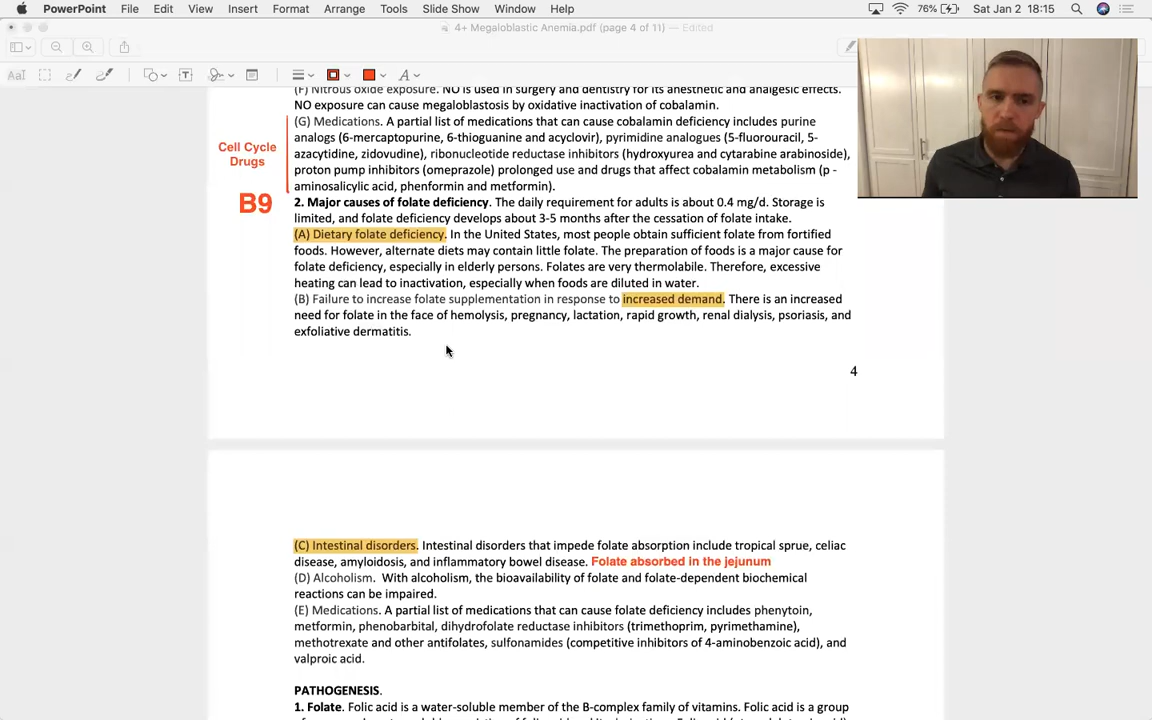 PowerPoint File Edit View Insert Format Arrange Tools Slide Show Window Help 76% Sat Jan 2 18:15
4+ Megaloblastic Anemia.pdf (page 4 of 11) — Edited
(F) Nitrous oxide exposure. NO is used in surgery and dentistry for its anesthetic and analgesic effects.
NO exposure can cause megaloblastosis by oxidative inactivation of cobalamin.
(G) Medications. A partial list of medications that can cause cobalamin deficiency includes purine
analogs (6-mercaptopurine, 6-thioguanine and acyclovir), pyrimidine analogues (5-fluorouracil, 5-
azacytidine, zidovudine), ribonucleotide reductase inhibitors (hydroxyurea and cytarabine arabinoside),
proton pump inhibitors (omeprazole) prolonged use and drugs that affect cobalamin metabolism (p -
aminosalicylic acid, phenformin and metformin).
Cell Cycle
Drugs
B9
2. Major causes of folate deficiency. The daily requirement for adults is about 0.4 mg/d. Storage is
limited, and folate deficiency develops about 3-5 months after the cessation of folate intake.
(A) Dietary folate deficiency. In the United States, most people obtain sufficient folate from fortified
foods. However, alternate diets may contain little folate. The preparation of foods is a major cause for
folate deficiency, especially in elderly persons. Folates are very thermolabile. Therefore, excessive
heating can lead to inactivation, especially when foods are diluted in water.
(B) Failure to increase folate supplementation in response to increased demand. There is an increased
need for folate in the face of hemolysis, pregnancy, lactation, rapid growth, renal dialysis, psoriasis, and
exfoliative dermatitis.
4
(C) Intestinal disorders. Intestinal disorders that impede folate absorption include tropical sprue, celiac
disease, amyloidosis, and inflammatory bowel disease. Folate absorbed in the jejunum
(D) Alcoholism. With alcoholism, the bioavailability of folate and folate-dependent biochemical
reactions can be impaired.
(E) Medications. A partial list of medications that can cause folate deficiency includes phenytoin,
metformin, phenobarbital, dihydrofolate reductase inhibitors (trimethoprim, pyrimethamine),
methotrexate and other antifolates, sulfonamides (competitive inhibitors of 4-aminobenzoic acid), and
valproic acid.
PATHOGENESIS.
1. Folate. Folic acid is a water-soluble member of the B-complex family of vitamins. Folic acid is a group